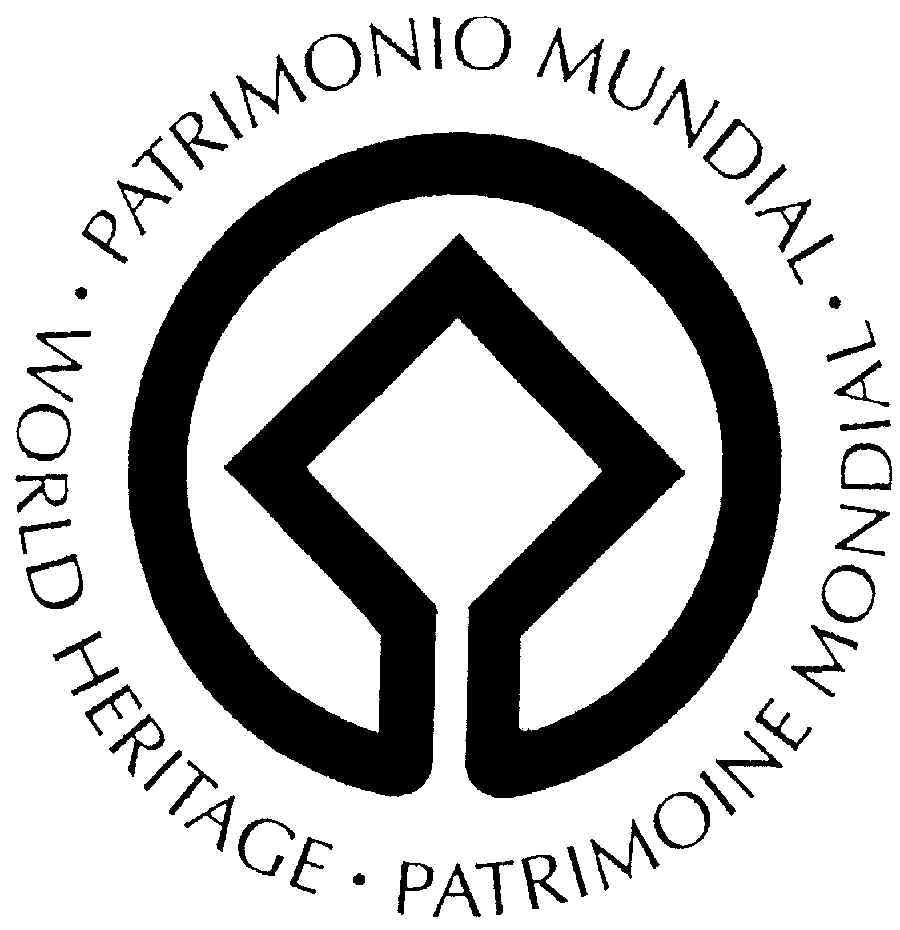 PATRIMONIO MUNDIAL ·
WORLD HERITAGE ·
PATRIMOINE MONDIAL ·